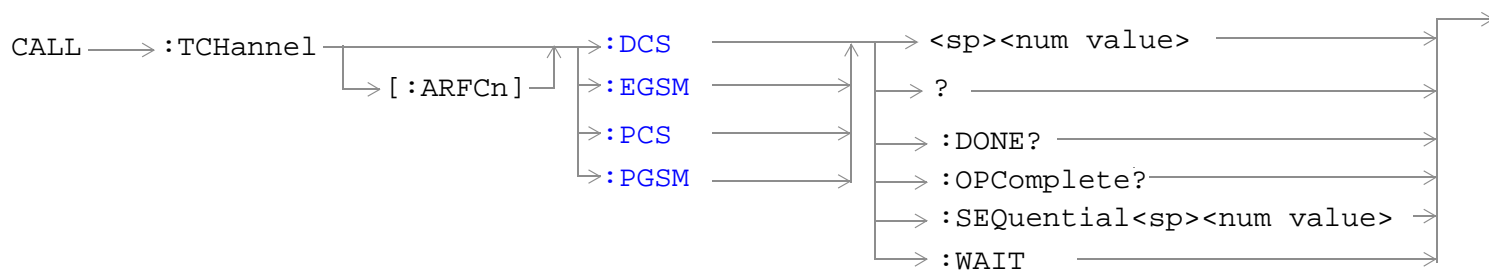 CALL :TCHannel :DCS <sp><num value>
[:ARFCn] :EGSM ?
:PCS :DONE?
:PGSM :OPComplete?
:SEQuential<sp><num value>
:WAIT